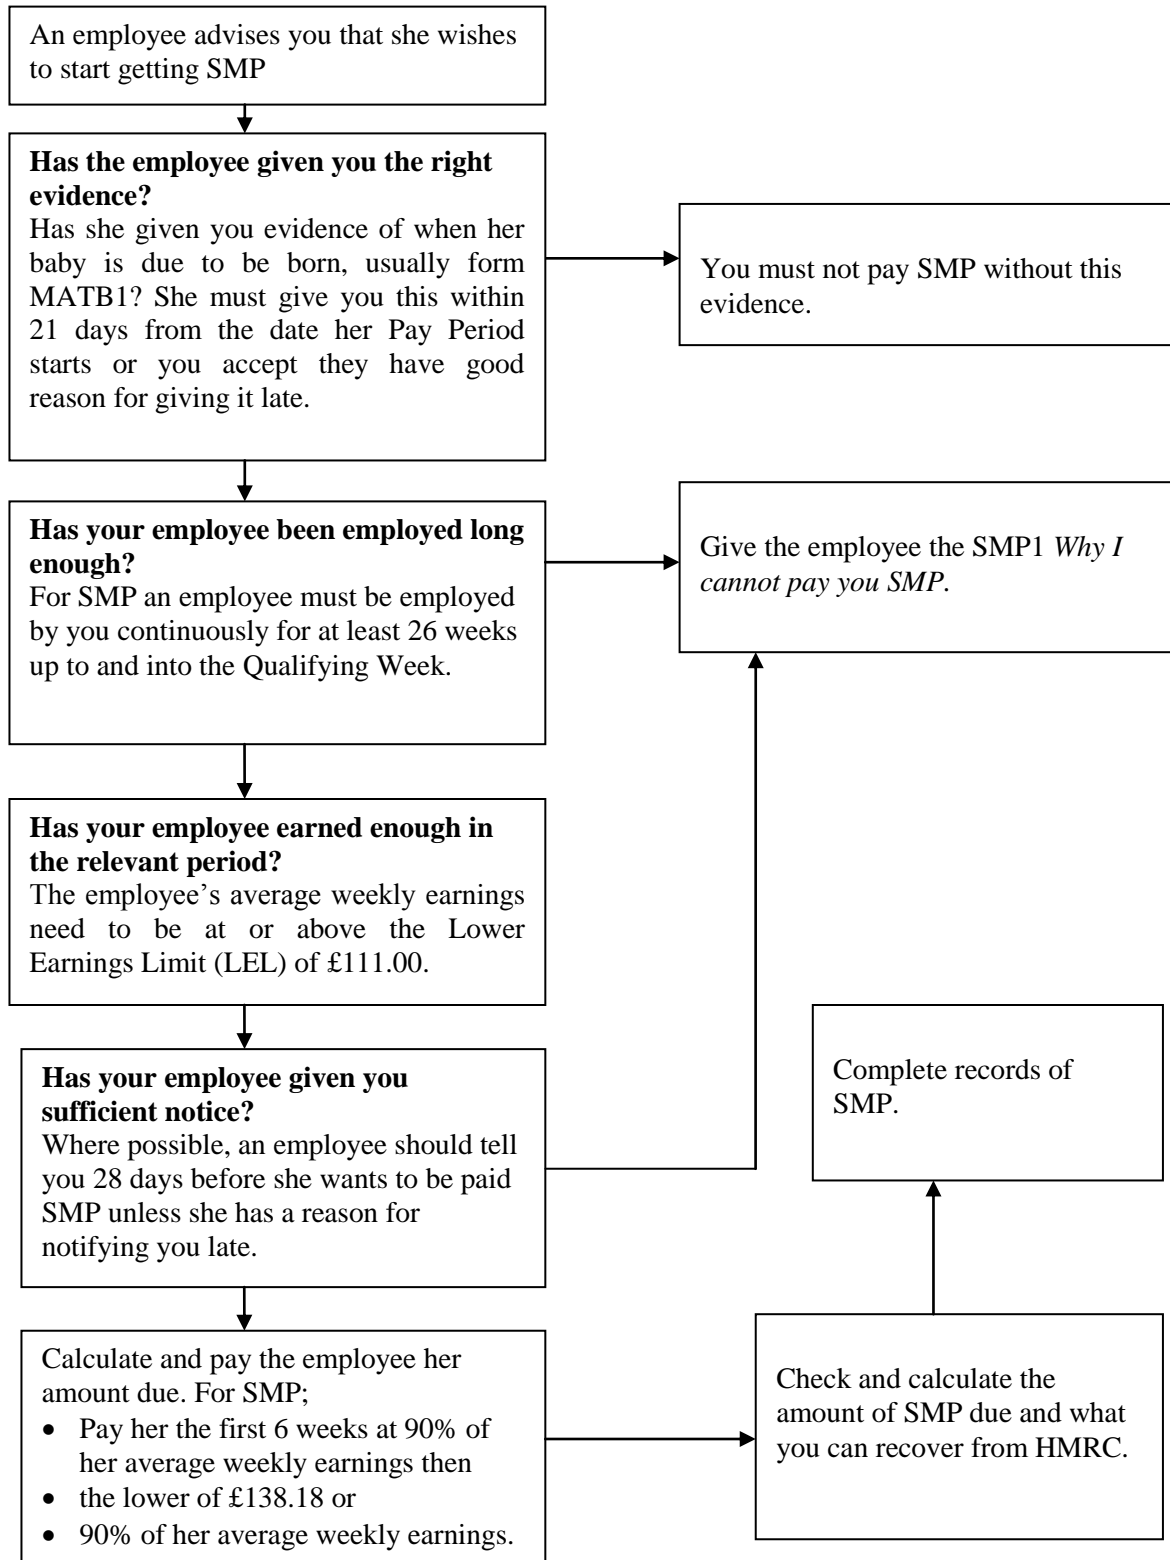 An employee advises you that she wishes
to start getting SMP
Has the employee given you the right
evidence?
Has she given you evidence of when her
baby is due to be born, usually form
MATB1? She must give you this within
21 days from the date her Pay Period
starts or you accept they have good
reason for giving it late.
You must not pay SMP without this
evidence.
Has your employee been employed long
enough?
For SMP an employee must be employed
by you continuously for at least 26 weeks
up to and into the Qualifying Week.
Give the employee the SMP1 Why I
cannot pay you SMP.
Has your employee earned enough in
the relevant period?
The employee’s average weekly earnings
need to be at or above the Lower
Earnings Limit (LEL) of £111.00.
Has your employee given you
sufficient notice?
Where possible, an employee should tell
you 28 days before she wants to be paid
SMP unless she has a reason for
notifying you late.
Calculate and pay the employee her
amount due. For SMP;
• Pay her the first 6 weeks at 90% of
her average weekly earnings then
• the lower of £138.18 or
• 90% of her average weekly earnings.
Check and calculate the
amount of SMP due and what
you can recover from HMRC.
Complete records of
SMP.